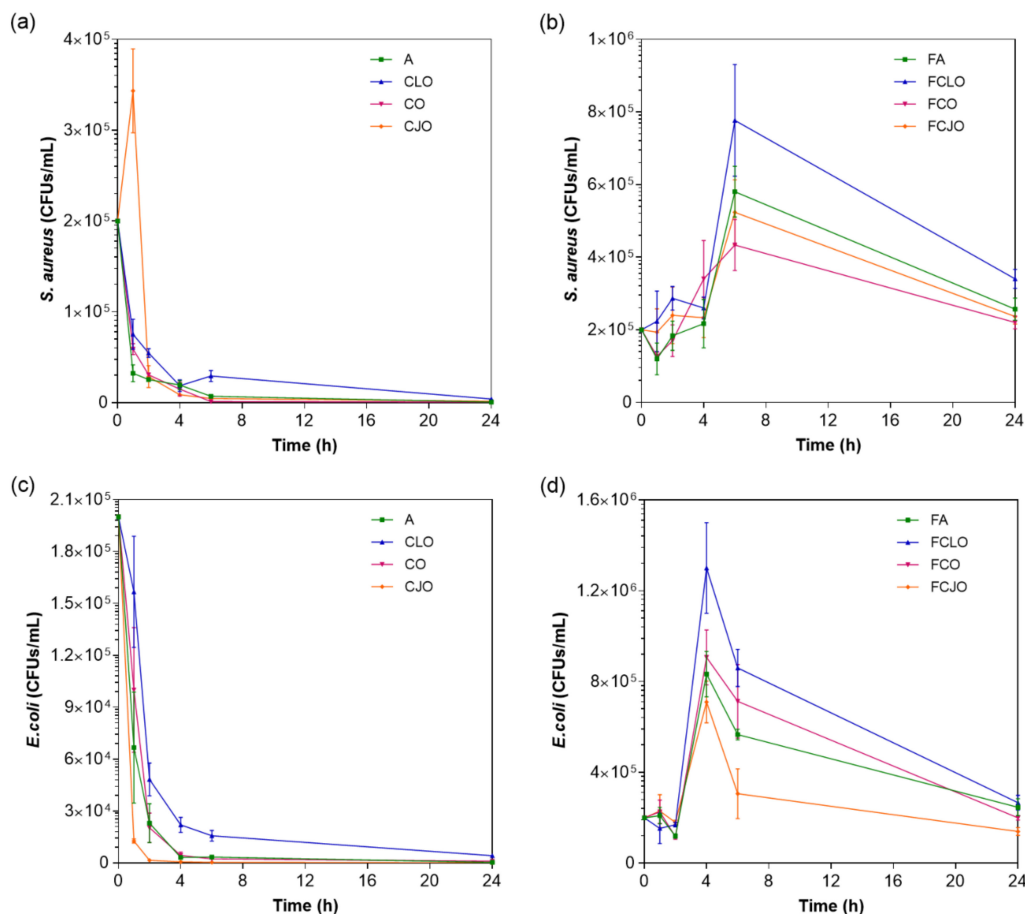 (a)
4×10⁵
3×10⁵
2×10⁵
1×10⁵
0
S. aureus (CFUs/mL)
A
CLO
CO
CJO
0 4 8 12 16 20 24
Time (h)
(b)
1×10⁶
8×10⁵
6×10⁵
4×10⁵
2×10⁵
0
S. aureus (CFUs/mL)
FA
FCLO
FCO
FCJO
0 4 8 12 16 20 24
Time (h)
(c)
2.1×10⁵
1.8×10⁵
1.5×10⁵
1.2×10⁵
9×10⁴
6×10⁴
3×10⁴
0
E.coli (CFUs/mL)
A
CLO
CO
CJO
0 4 8 12 16 20 24
Time (h)
(d)
1.6×10⁶
1.2×10⁶
8×10⁵
4×10⁵
0
E.coli (CFUs/mL)
FA
FCLO
FCO
FCJO
0 4 8 12 16 20 24
Time (h)